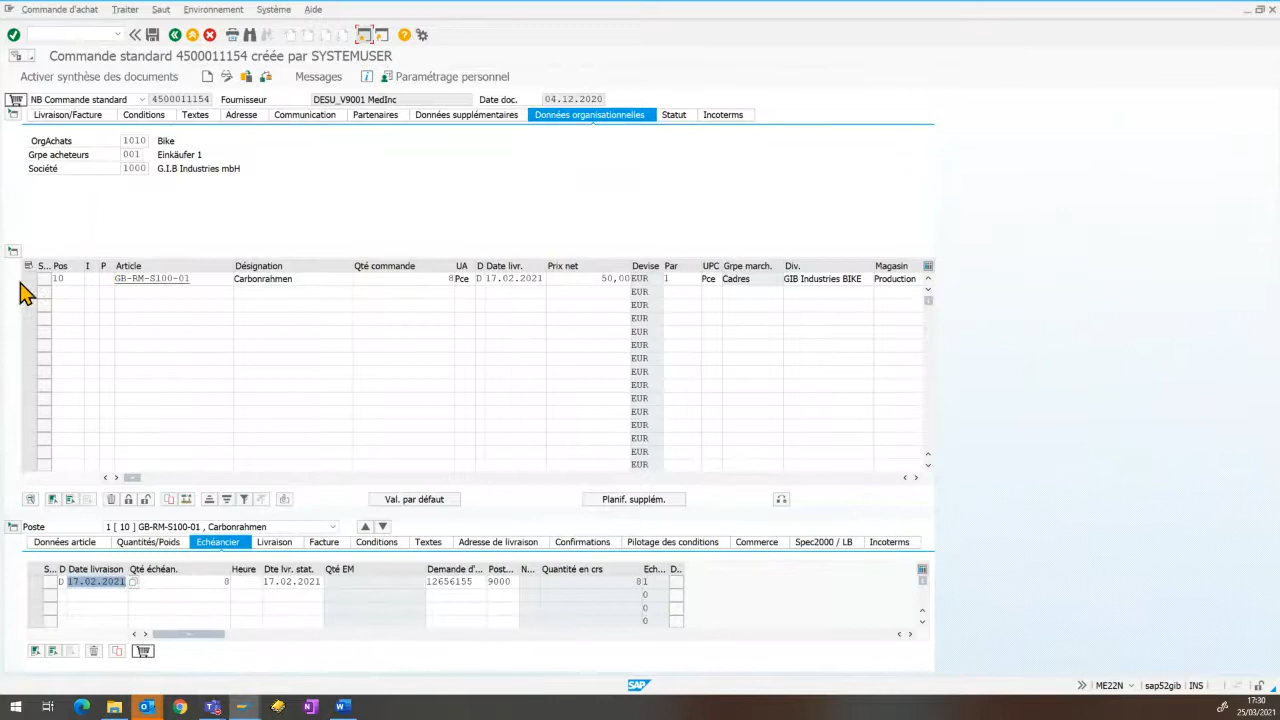 Commande d'achat Traiter Saut Environnement Système Aide
Commande standard 4500011154 créée par SYSTEMUSER
Activer synthèse des documents Messages Paramétrage personnel
NB Commande standard 4500011154 Fournisseur DESU_V9001 MedInc Date doc. 04.12.2020
Livraison/Facture Conditions Textes Adresse Communication Partenaires Données supplémentaires Données organisationnelles Statut Incoterms
OrgAchats 1010 Bike
Grpe acheteurs 001 Einkäufer 1
Société 1000 G.I.B Industries mbH
S... Pos I P Article Désignation Qté commande UA D Date livr. Prix net Devise Par UPC Grpe march. Div. Magasin
10 GB-RM-S100-01 Carbonrahmen 8 Pce D 17.02.2021 50,00 EUR 1 Pce Cadres GIB Industries BIKE Production
EUR
EUR
EUR
EUR
EUR
EUR
EUR
EUR
EUR
EUR
EUR
EUR
EUR
EUR
Val. par défaut Planif. supplém.
Poste 1 [ 10 ] GB-RM-S100-01 , Carbonrahmen
Données article Quantités/Poids Echéancier Livraison Facture Conditions Textes Adresse de livraison Confirmations Pilotage des conditions Commerce Spec2000 / LB Incoterms
S... D Date livraison Qté échéan. Heure Dte lvr. stat. Qté EM Demande d'... Post... N... Quantité en crs Ech... D..
D 17.02.2021 8 17.02.2021 12656155 9000 8 1
0
0
0
SAP ME22N sap52gib INS
17:30
25/03/2021